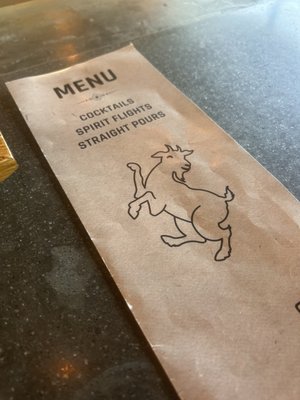 MENU
COCKTAILS
SPIRIT FLIGHTS
STRAIGHT POURS